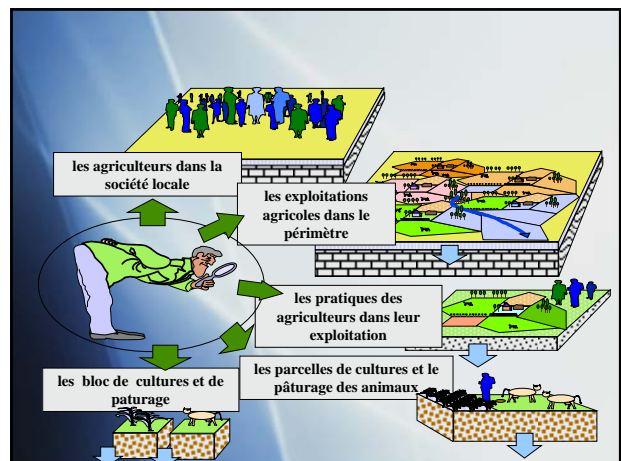 les agriculteurs dans la
société locale
les exploitations
agricoles dans le
périmètre
les pratiques des
agriculteurs dans leur
exploitation
les parcelles de cultures et le
pâturage des animaux
les bloc de cultures et de
paturage